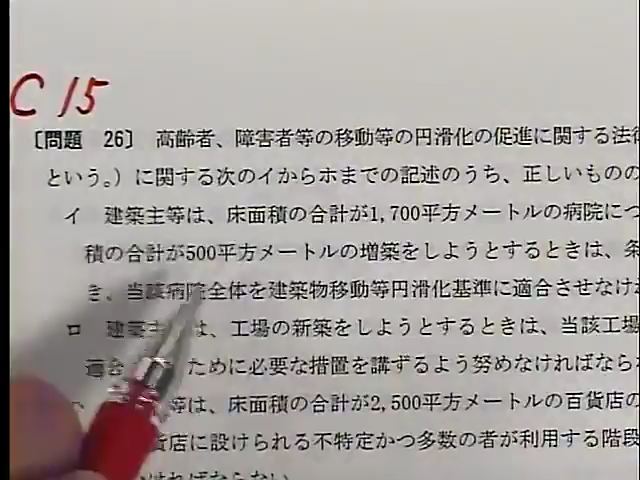 C 15
〔問題 26〕 高齢者、障害者等の移動等の円滑化の促進に関する法
という。）に関する次のイからホまでの記述のうち、正しいものの
イ 建築主等は、床面積の合計が1,700平方メートルの病院につ
積の合計が500平方メートルの増築をしようとするときは、条
き、当該病院全体を建築物移動等円滑化基準に適合させなけ
ロ 建築主 は、工場の新築をしようとするときは、当該工場
適合 ために必要な措置を講ずるよう努めなければなら
等は、床面積の合計が2,500平方メートルの百貨店の
貨店に設けられる不特定かつ多数の者が利用する階段
ければならない